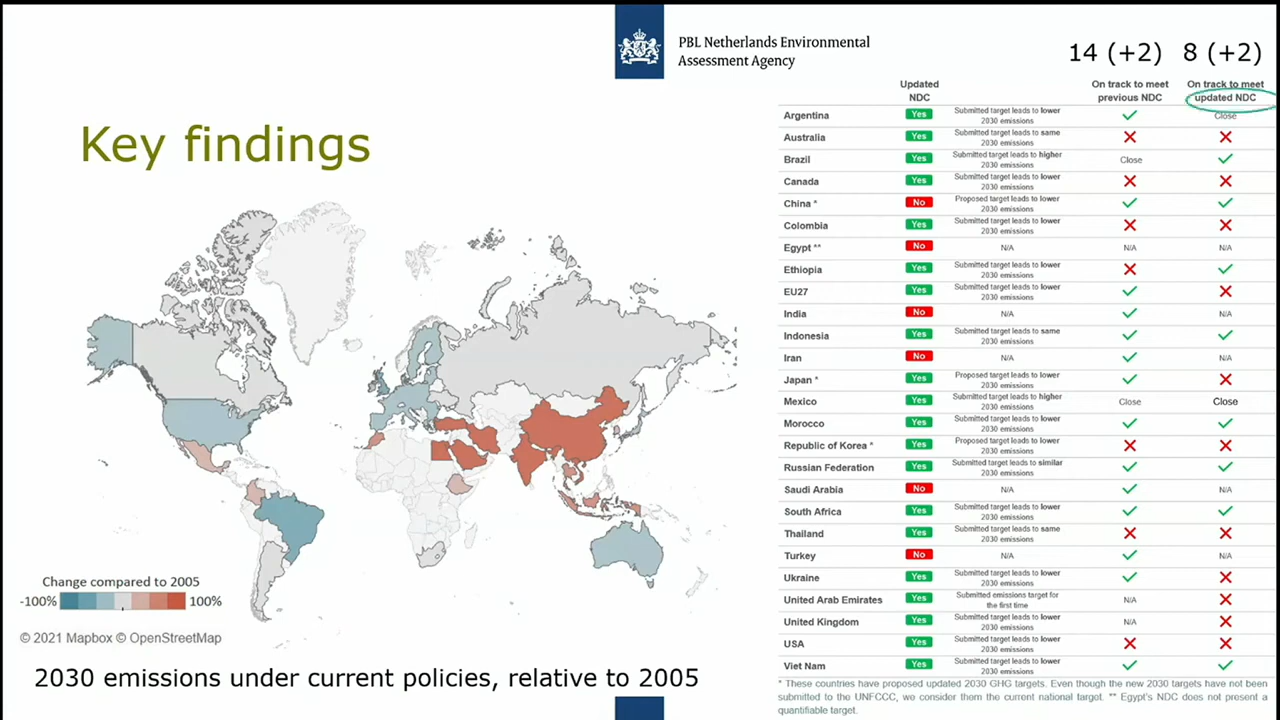 PBL Netherlands Environmental
Assessment Agency
14 (+2) 8 (+2)
Key findings
Updated
NDC
On track to meet
previous NDC
On track to meet
updated NDC
Argentina Yes Submitted target leads to lower
2030 emissions
Close
Australia Yes Submitted target leads to same
2030 emissions
Brazil Yes Submitted target leads to higher
2030 emissions
Close
Canada Yes Submitted target leads to lower
2030 emissions
China * No Proposed target leads to lower
2030 emissions
Colombia Yes Submitted target leads to lower
2030 emissions
Egypt ** No N/A N/A N/A
Ethiopia Yes Submitted target leads to lower
2030 emissions
EU27 Yes Submitted target leads to lower
2030 emissions
India No N/A N/A
Indonesia Yes Submitted target leads to same
2030 emissions
Iran No N/A N/A
Japan * Yes Proposed target leads to lower
2030 emissions
Mexico Yes Submitted target leads to higher
2030 emissions
Close Close
Morocco Yes Submitted target leads to lower
2030 emissions
Republic of Korea * Yes Proposed target leads to lower
2030 emissions
Russian Federation Yes Submitted target leads to similar
2030 emissions
Saudi Arabia No N/A N/A
South Africa Yes Submitted target leads to lower
2030 emissions
Thailand Yes Submitted target leads to same
2030 emissions
Turkey No N/A N/A
Ukraine Yes Submitted target leads to lower
2030 emissions
United Arab Emirates Yes Submitted emissions target for
the first time
N/A
United Kingdom Yes Submitted target leads to lower
2030 emissions
N/A
USA Yes Submitted target leads to lower
2030 emissions
Viet Nam Yes Submitted target leads to lower
2030 emissions
* These countries have proposed updated 2030 GHG targets. Even though the new 2030 targets have not been
submitted to the UNFCCC, we consider them the current national target. ** Egypt's NDC does not present a
quantifiable target.
Change compared to 2005
-100% 100%
© 2021 Mapbox © OpenStreetMap
2030 emissions under current policies, relative to 2005